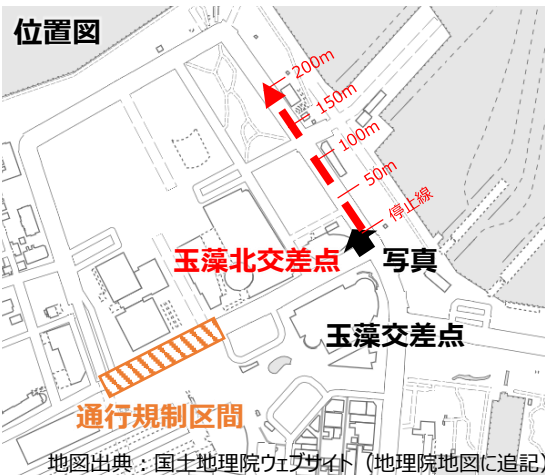 位置図
200m
150m
100m
50m
停止線
玉藻北交差点
写真
玉藻交差点
通行規制区間
地図出典：国土地理院ウェブサイト（地理院地図に追記）